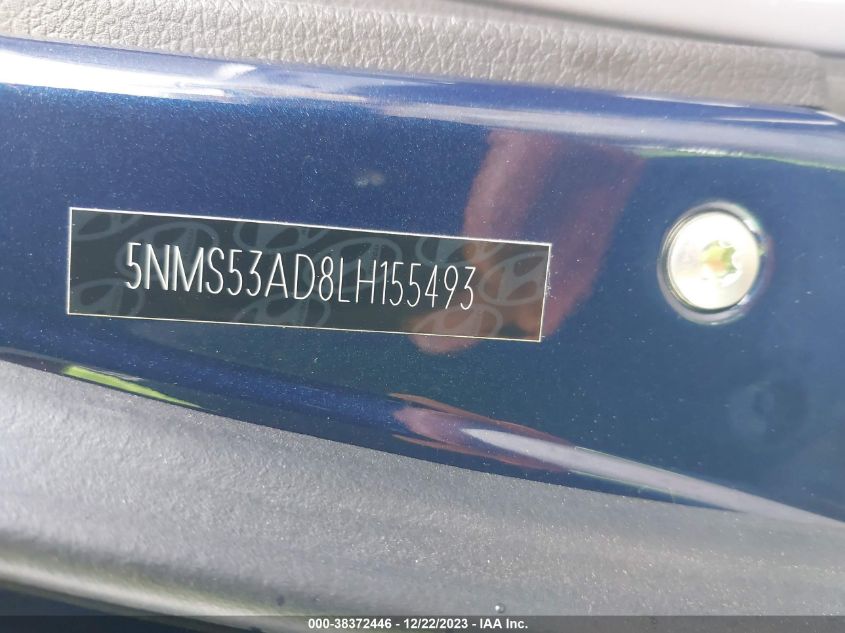 5NMS53AD8LH155493
000-38372446 - 12/22/2023 - IAA Inc.